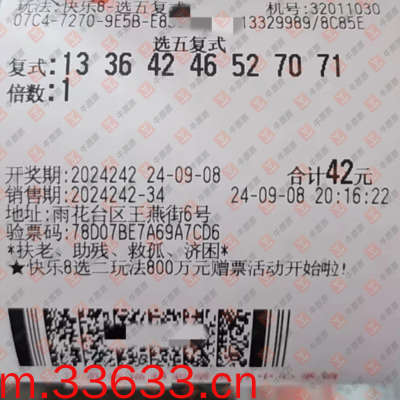 玩法:快乐8-选五复式 机号:32011030
07C4-7270-9E5B-E8 13329989/8C85E
选五复式
复式:13 36 42 46 52 70 71
倍数:1
开奖期:2024242 24-09-08 合计42元
销售期:2024242-34 24-09-08 20:16:22
地址:雨花台区王燕街6号
验票码:78D07BE7A69A7CD6
*扶老、助残、救孤、济困*
★快乐8选二玩法800万元赠票活动开始啦!
m.33633.cn